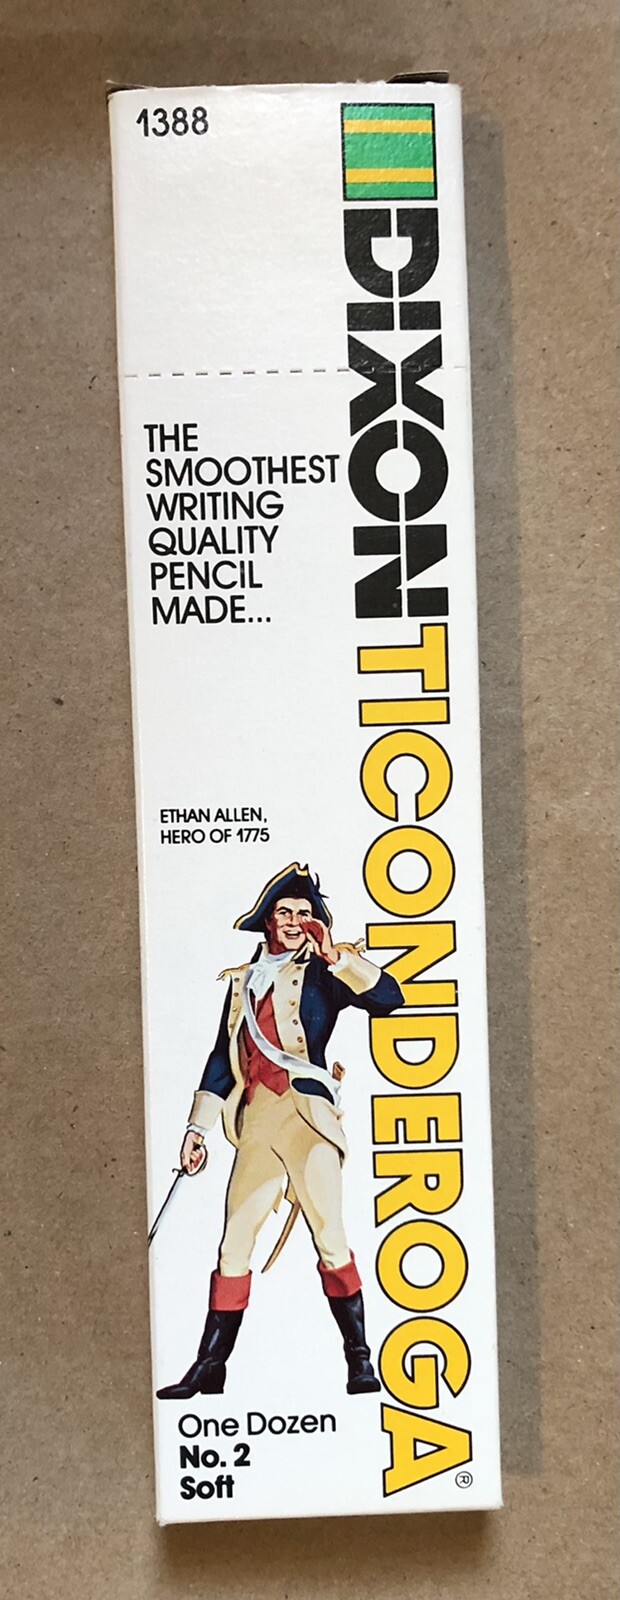 1388
DIXON TICONDEROGA®
THE
SMOOTHEST
WRITING
QUALITY
PENCIL
MADE...
ETHAN ALLEN,
HERO OF 1775
One Dozen
No. 2
Soft